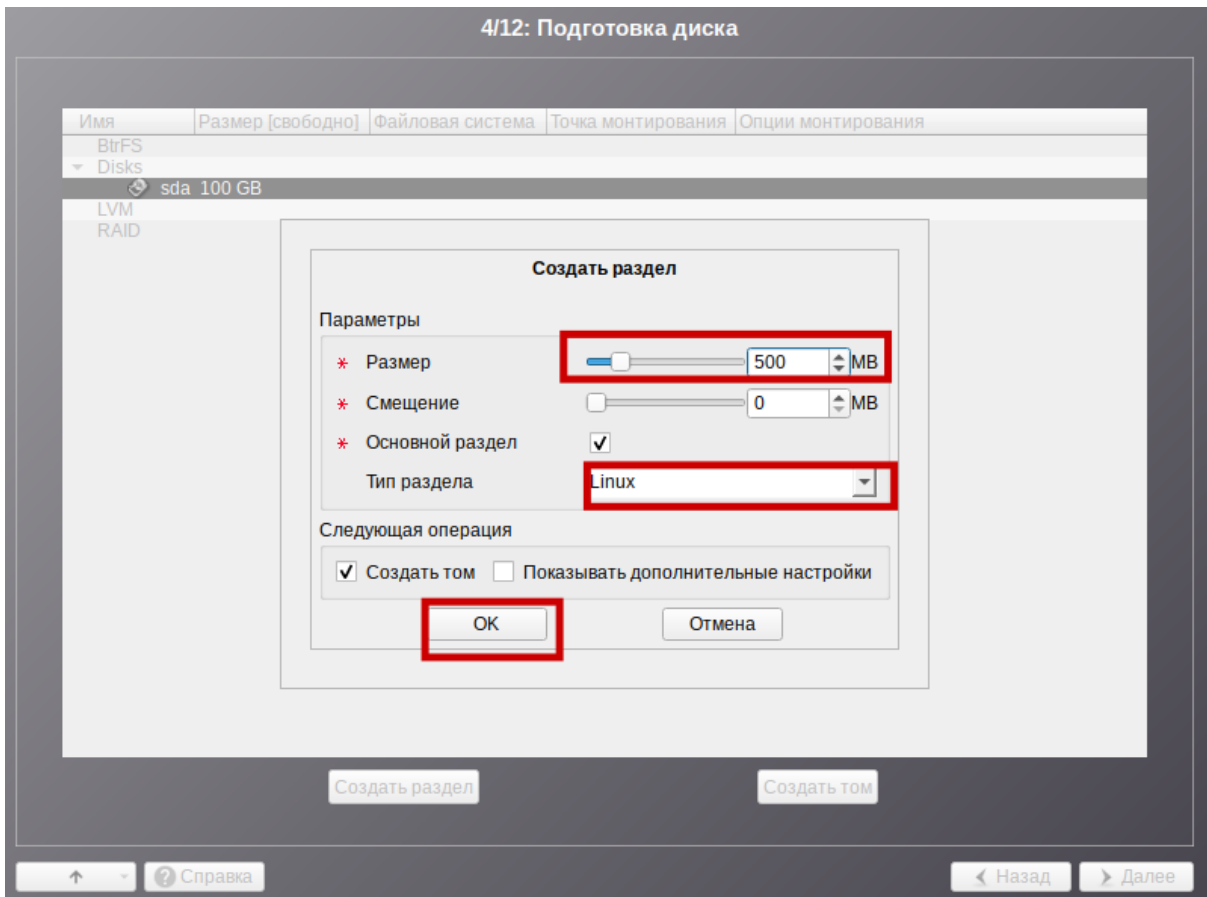 4/12: Подготовка диска
Имя Размер [свободно] Файловая система Точка монтирования Опции монтирования
BtrFS
Disks
sda 100 GB
LVM
RAID
Создать раздел
Параметры
* Размер 500 MB
* Смещение 0 MB
* Основной раздел
Тип раздела Linux
Следующая операция
Создать том Показывать дополнительные настройки
OK Отмена
Создать раздел Создать том
Справка Назад Далее